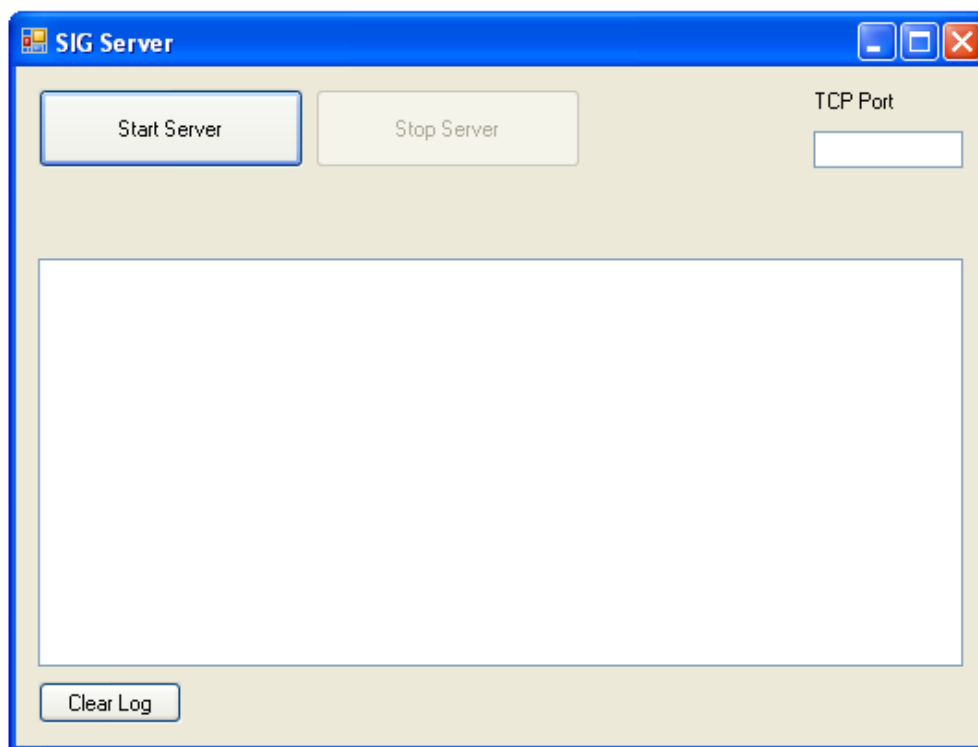 SIG Server
Start Server
Stop Server
TCP Port
Clear Log